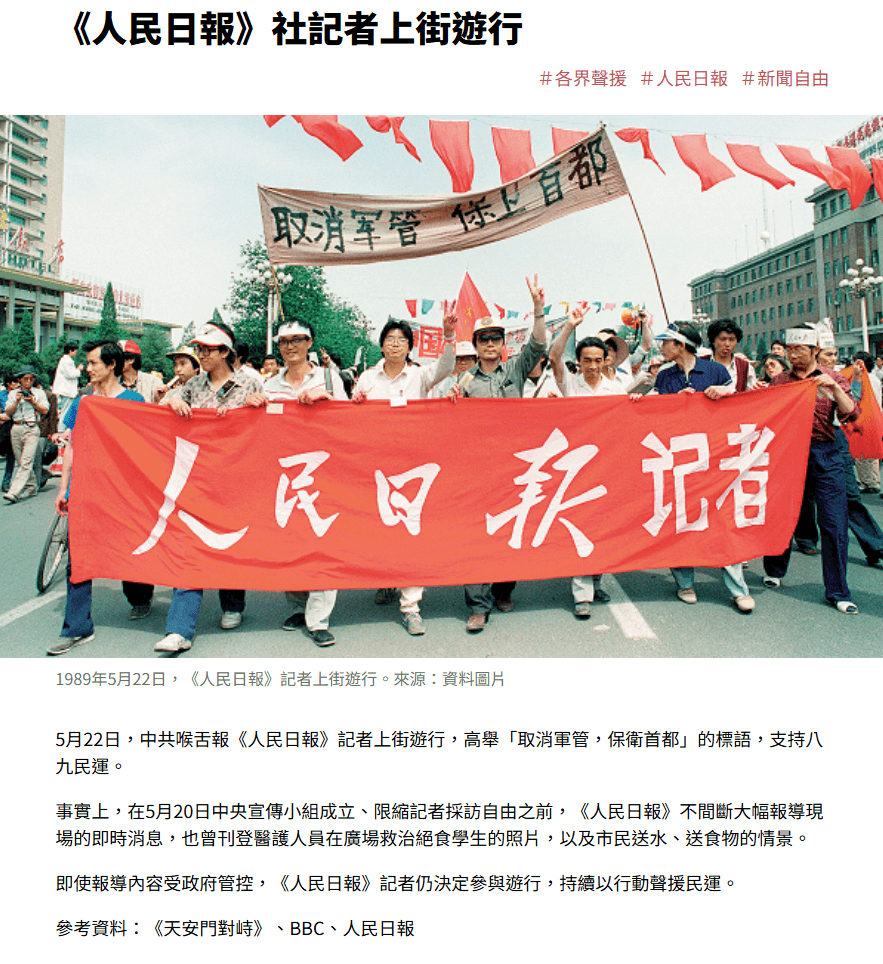 《人民日報》社記者上街遊行
＃各界聲援 ＃人民日報 ＃新聞自由
取消军管 保卫首都
HOTEL
国
人民日报记者
1989年5月22日，《人民日報》記者上街遊行。來源：資料圖片
5月22日，中共喉舌報《人民日報》記者上街遊行，高舉「取消軍管，保衛首都」的標語，支持八
九民運。
事實上，在5月20日中央宣傳小組成立、限縮記者採訪自由之前，《人民日報》不間斷大幅報導現
場的即時消息，也曾刊登醫護人員在廣場救治絕食學生的照片，以及市民送水、送食物的情景。
即使報導內容受政府管控，《人民日報》記者仍決定參與遊行，持續以行動聲援民運。
參考資料：《天安門對峙》、BBC、人民日報